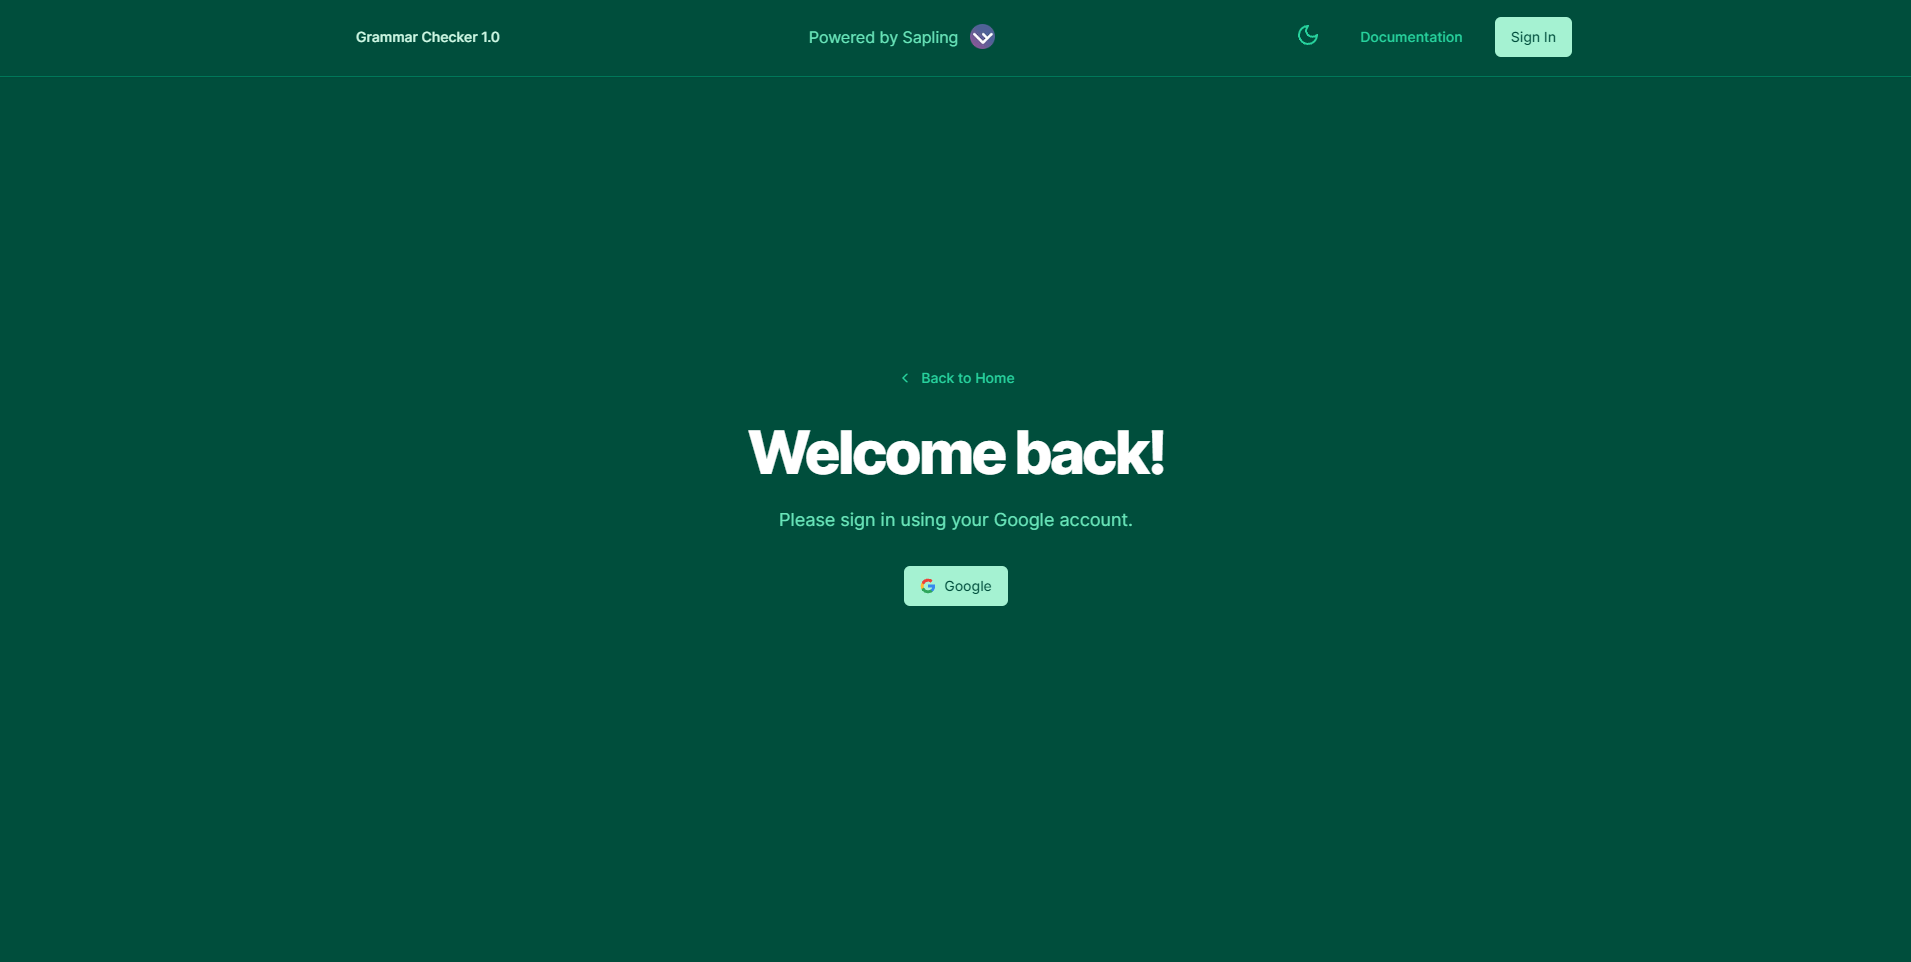 Grammar Checker 1.0
Powered by Sapling
Documentation
Sign In
Back to Home
Welcome back!
Please sign in using your Google account.
Google